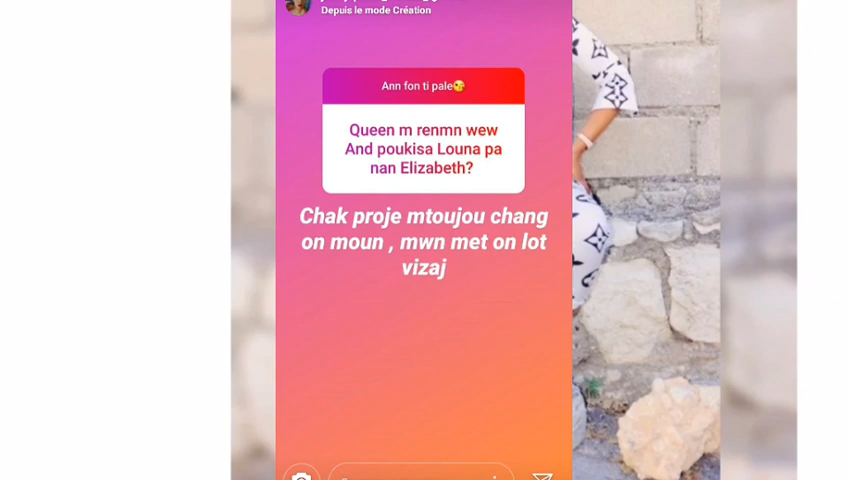 Depuis le mode Création
Ann fon ti pale😘
Queen m renmn wew
And poukisa Louna pa
nan Elizabeth?
Chak proje mtoujou chang
on moun , mwn met on lot
vizaj